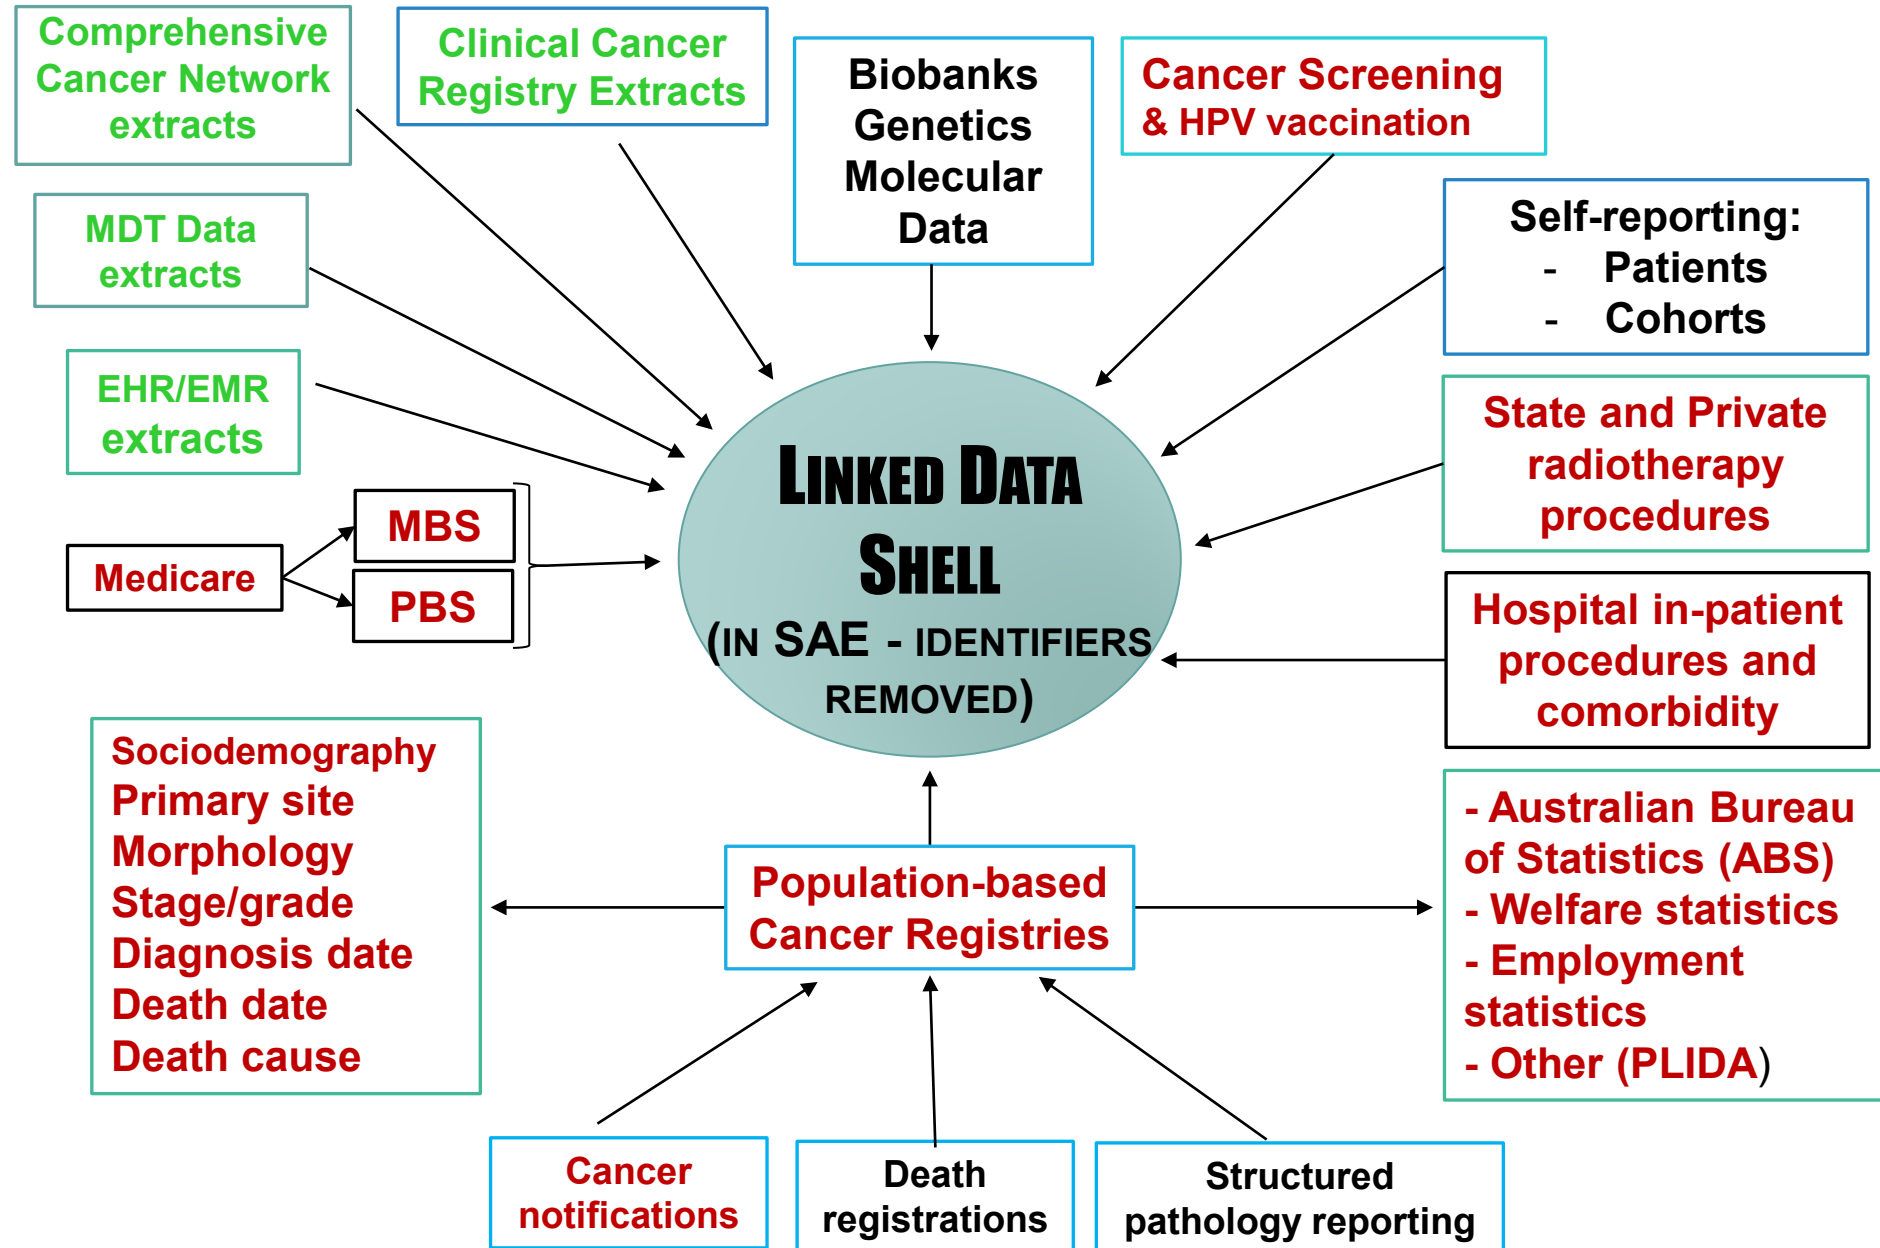 Comprehensive
Cancer Network
extracts
Clinical Cancer
Registry Extracts
Biobanks
Genetics
Molecular
Data
Cancer Screening
& HPV vaccination
MDT Data
extracts
Self-reporting:
- Patients
- Cohorts
EHR/EMR
extracts
State and Private
radiotherapy
procedures
LINKED DATA
SHELL
(IN SAE - IDENTIFIERS
REMOVED)
Medicare
MBS
PBS
Hospital in-patient
procedures and
comorbidity
Sociodemography
Primary site
Morphology
Stage/grade
Diagnosis date
Death date
Death cause
Population-based
Cancer Registries
- Australian Bureau
of Statistics (ABS)
- Welfare statistics
- Employment
statistics
- Other (PLIDA)
Cancer
notifications
Death
registrations
Structured
pathology reporting